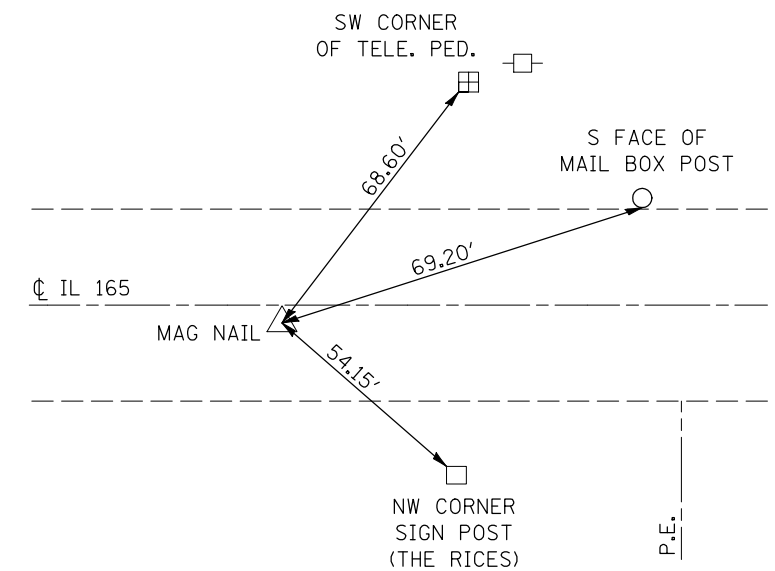 SW CORNER
OF TELE. PED.
S FACE OF
MAIL BOX POST
68.60′
69.20′
℄ IL 165
MAG NAIL
54.15′
NW CORNER
SIGN POST
(THE RICES)
P.E.